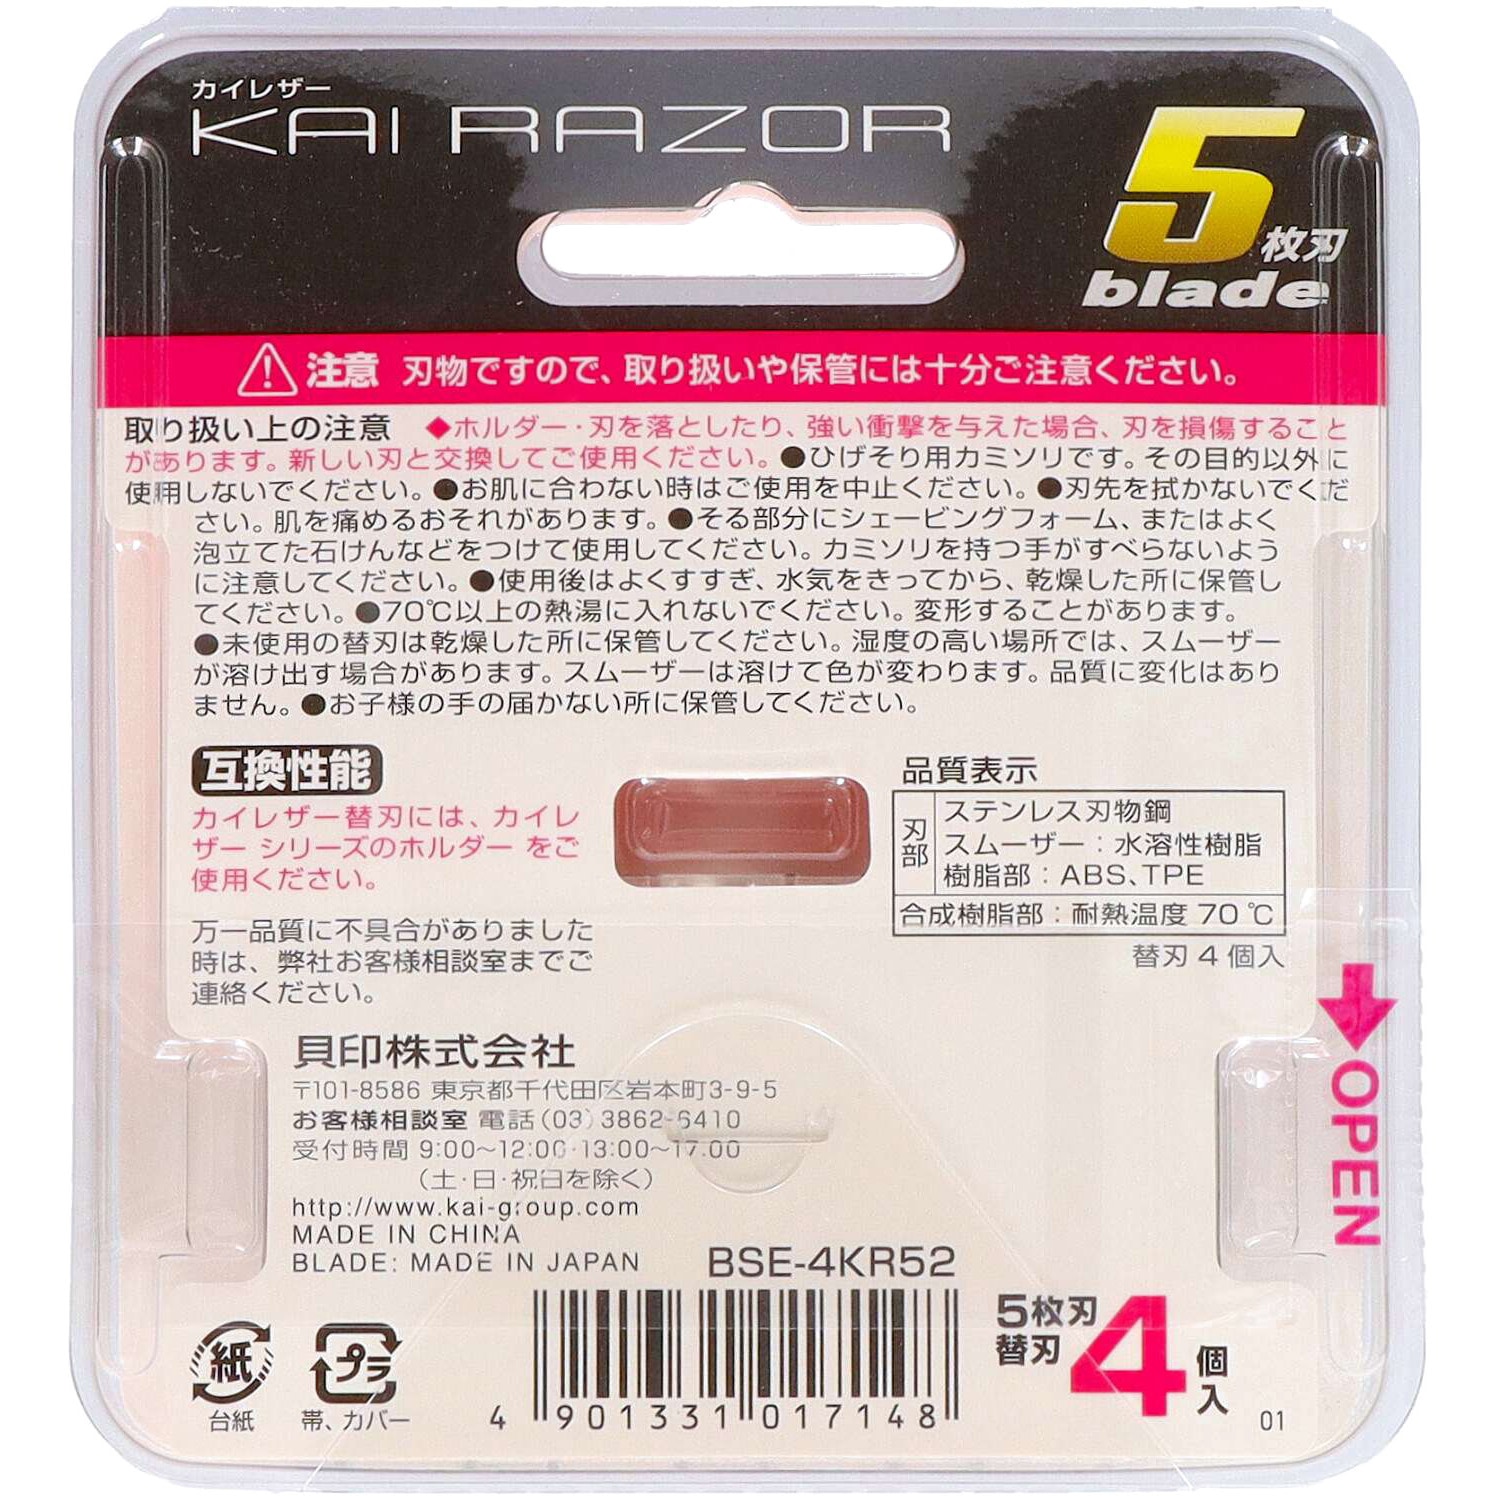 カイレザー
KAI RAZOR
5枚刃
blade
注意 刃物ですので、取り扱いや保管には十分ご注意ください。
取り扱い上の注意 ◆ホルダー・刃を落としたり、強い衝撃を与えた場合、刃を損傷すること
があります。新しい刃と交換してご使用ください。●ひげそり用カミソリです。その目的以外に
使用しないでください。●お肌に合わない時はご使用を中止ください。●刃先を拭かないでくだ
さい。肌を痛めるおそれがあります。●そる部分にシェービングフォーム、またはよく
泡立てた石けんなどをつけて使用してください。カミソリを持つ手がすべらないよう
に注意してください。●使用後はよくすすぎ、水気をきってから、乾燥した所に保管し
てください。●70℃以上の熱湯に入れないでください。変形することがあります。
●未使用の替刃は乾燥した所に保管してください。湿度の高い場所では、スムーザー
が溶け出す場合があります。スムーザーは溶けて色が変わります。品質に変化はあり
ません。●お子様の手の届かない所に保管してください。
互換性能
カイレザー替刃には、カイレ
ザー シリーズのホルダー をご
使用ください。
万一品質に不具合がありました
時は、弊社お客様相談室までご
連絡ください。
品質表示
刃部
ステンレス刃物鋼
スムーザー：水溶性樹脂
樹脂部：ABS、TPE
合成樹脂部：耐熱温度 70℃
替刃 4 個入
OPEN
貝印株式会社
〒101-8586 東京都千代田区岩本町3-9-5
お客様相談室 電話(03)3862-6410
受付時間 9:00〜12:00・13:00〜17:00
（土・日・祝日を除く）
http://www.kai-group.com
MADE IN CHINA
BLADE: MADE IN JAPAN
BSE-4KR52
紙
台紙
プラ
帯、カバー
4 901331 017148
5枚刃
替刃
4個入
01